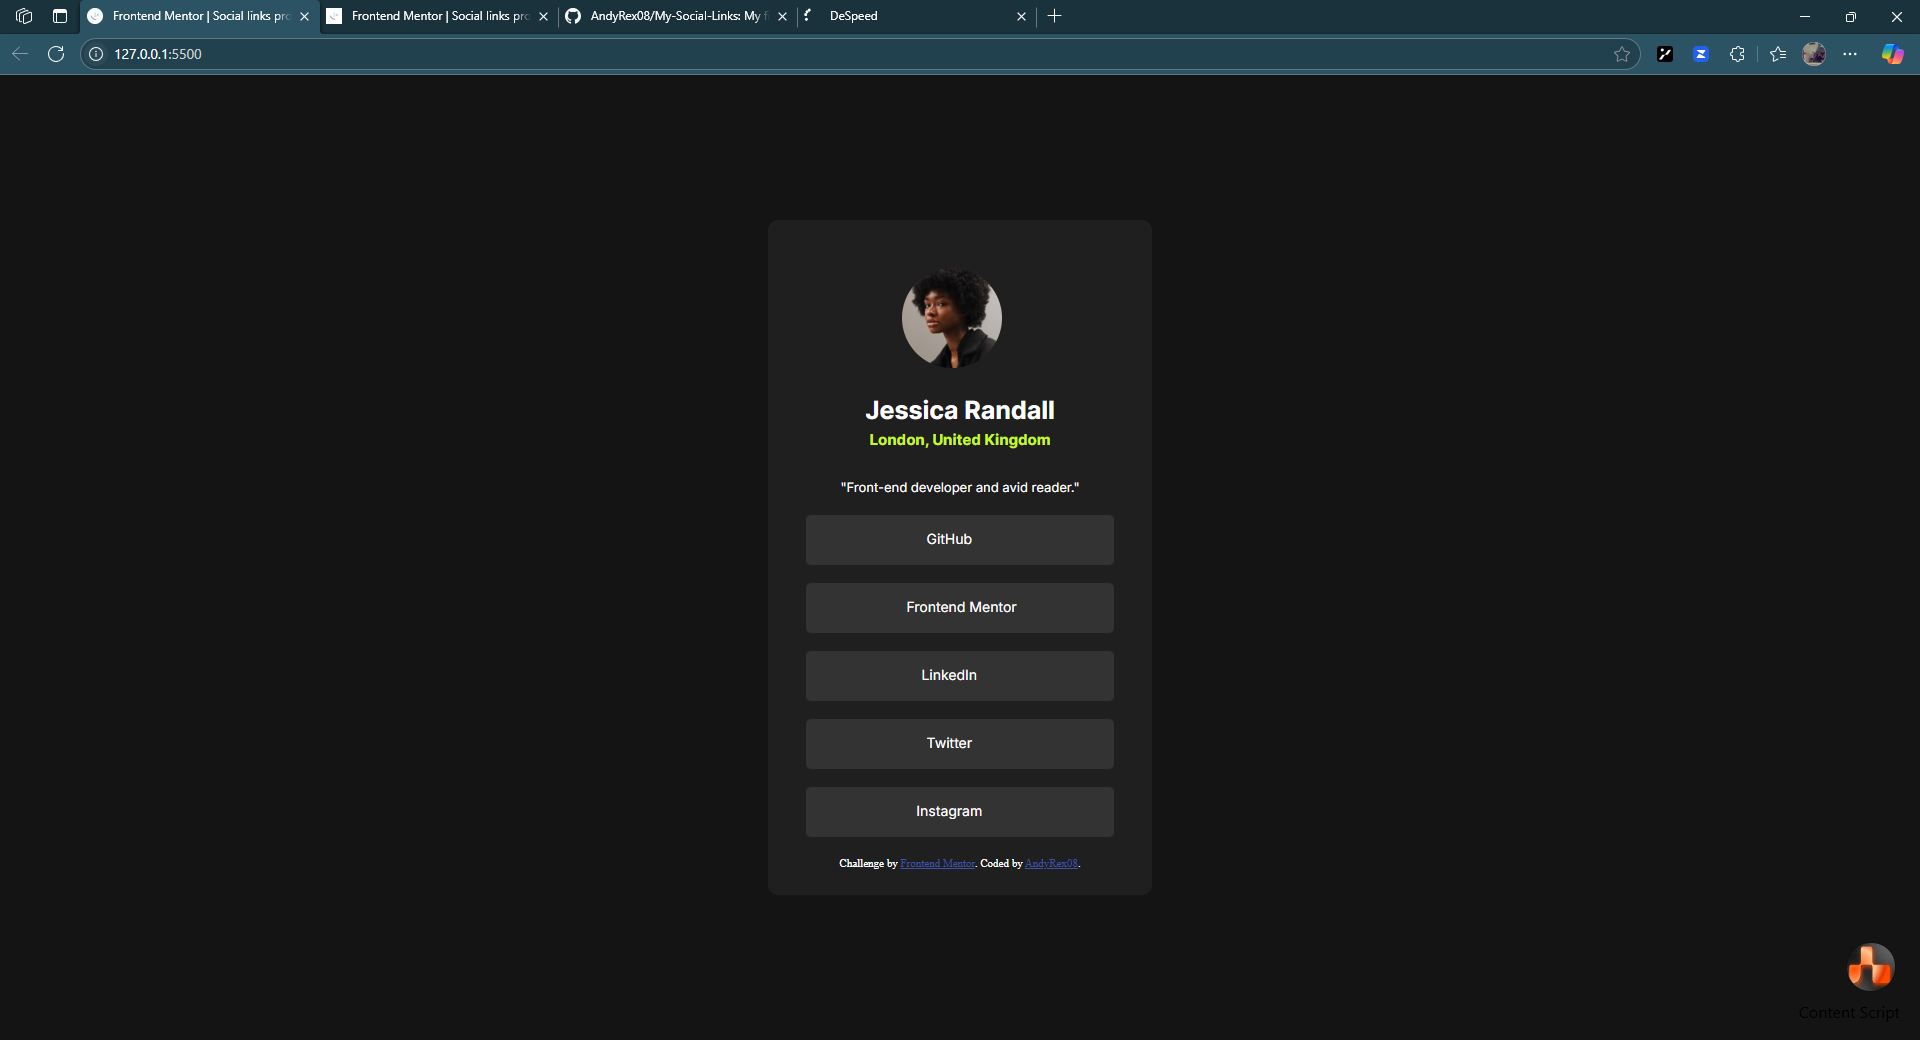 Frontend Mentor | Social links pro
Frontend Mentor | Social links pro
AndyRex08/My-Social-Links: My f
DeSpeed
127.0.0.1:5500
Jessica Randall
London, United Kingdom
"Front-end developer and avid reader."
GitHub
Frontend Mentor
LinkedIn
Twitter
Instagram
Challenge by Frontend Mentor. Coded by AndyRex08.
Content Script